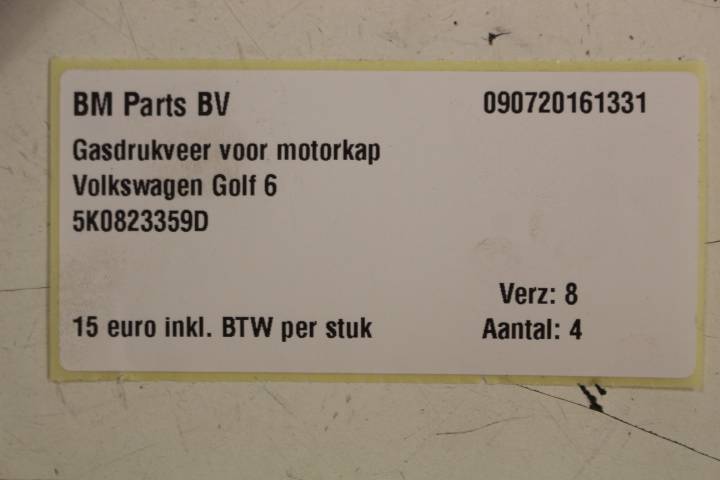 BM Parts BV 090720161331
Gasdrukveer voor motorkap
Volkswagen Golf 6
5K0823359D
Verz: 8
15 euro inkl. BTW per stuk Aantal: 4